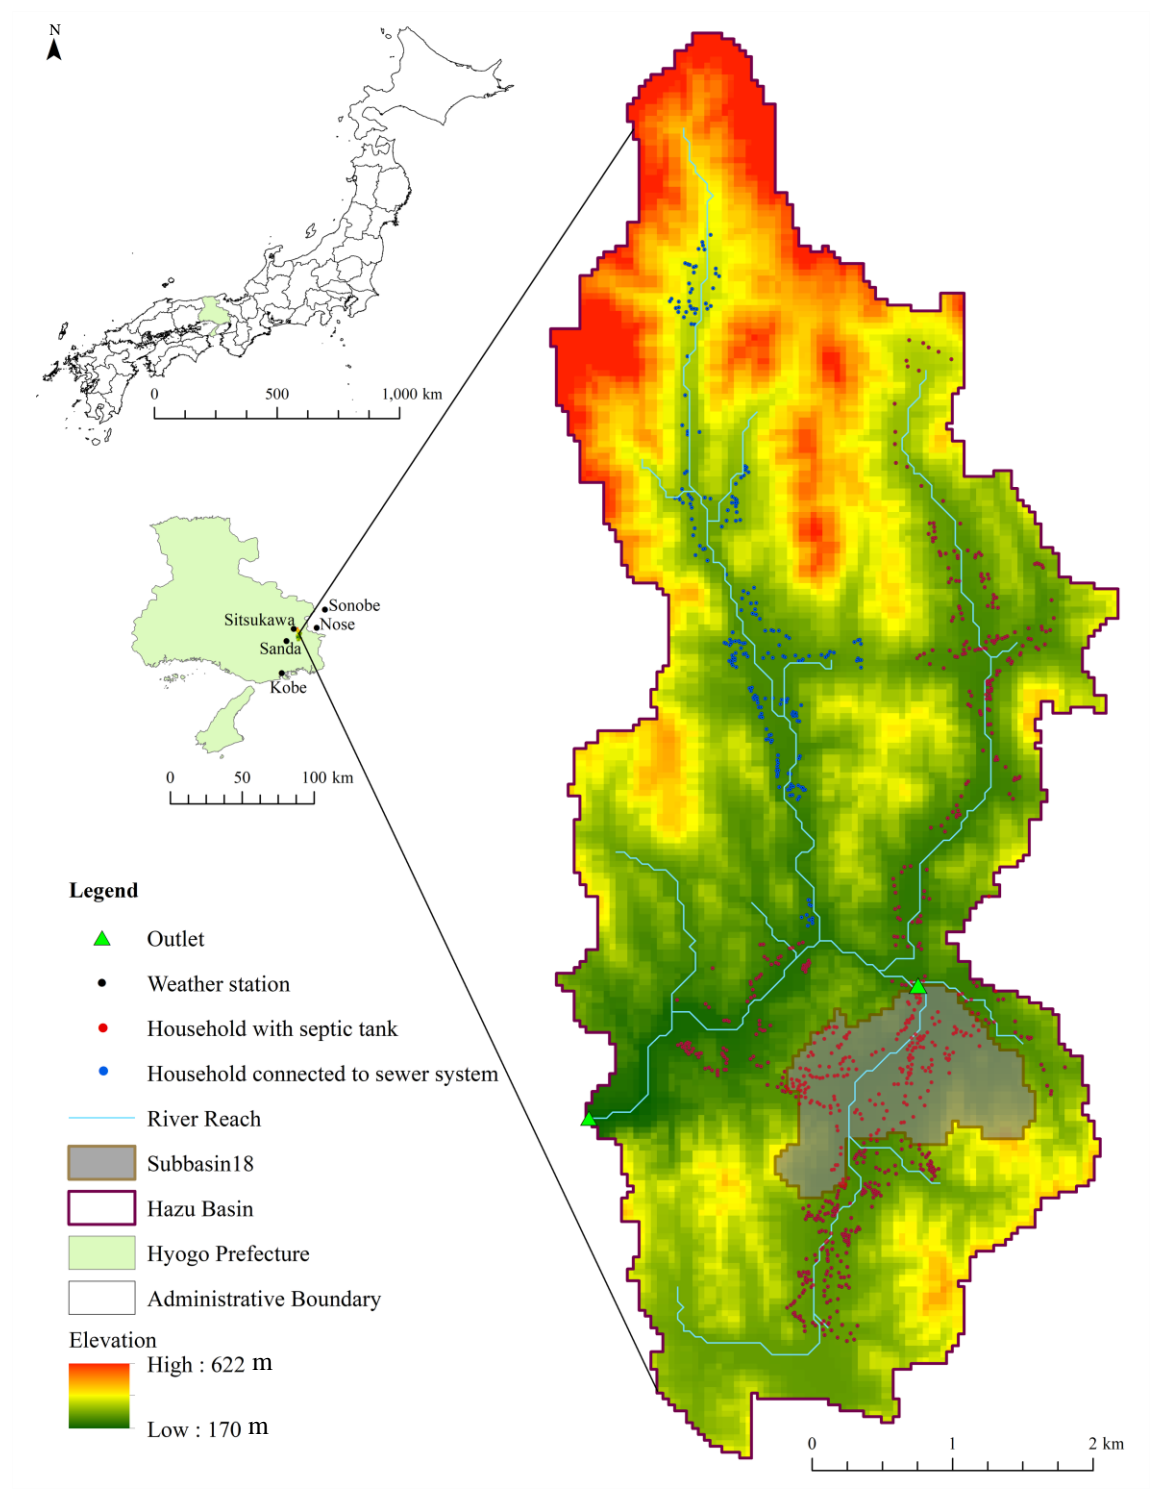 N
0 500 1,000 km
Sonobe
Sitsukawa
Nose
Sanda
Kobe
0 50 100 km
Legend
Outlet
Weather station
Household with septic tank
Household connected to sewer system
River Reach
Subbasin18
Hazu Basin
Hyogo Prefecture
Administrative Boundary
Elevation
High : 622 m
Low : 170 m
0 1 2 km